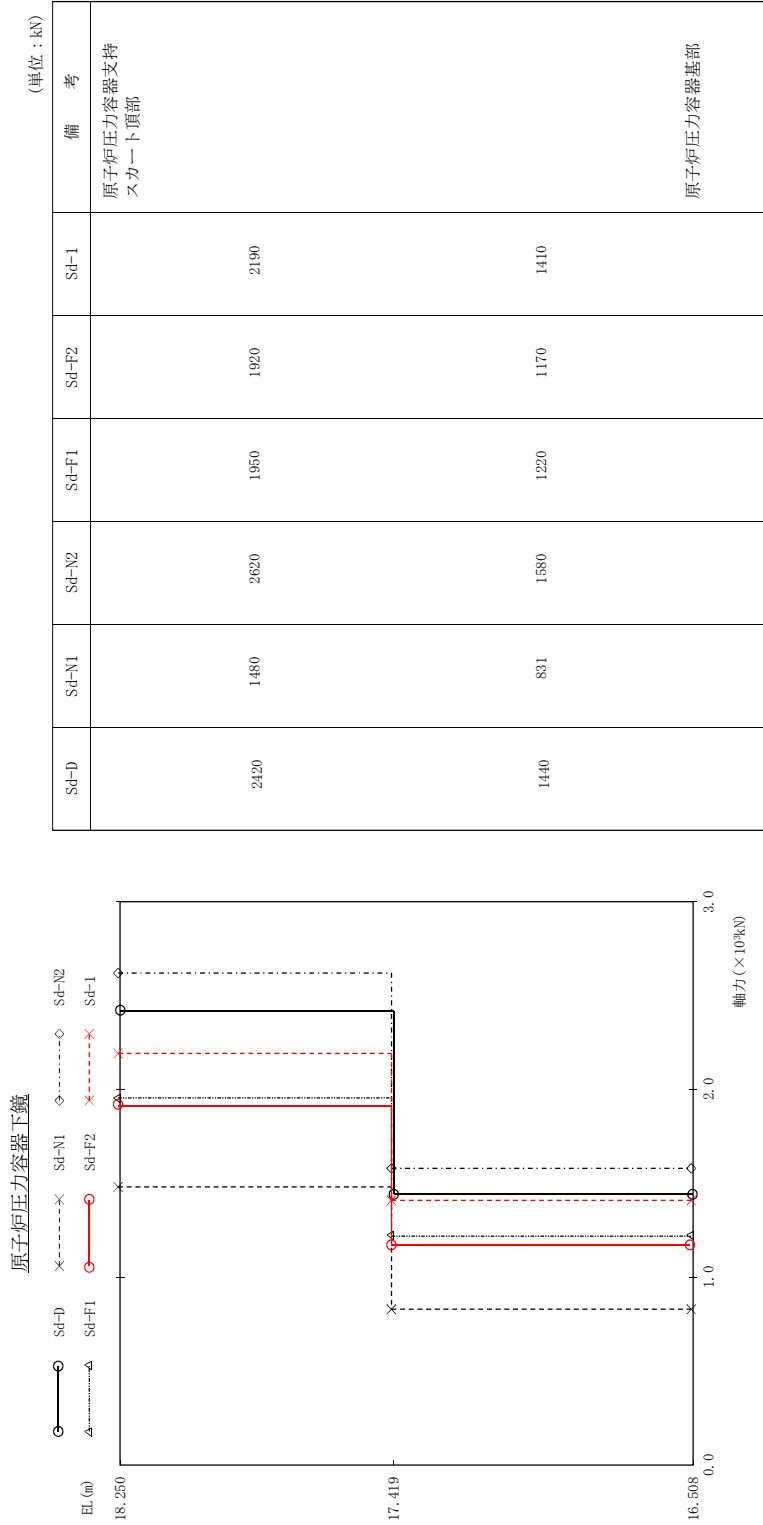 原子炉圧力容器下鏡
Sd-D Sd-N1 Sd-N2
Sd-F1 Sd-F2 Sd-1
EL(m)
18.250
17.419
16.508
0.0 1.0 2.0 3.0
軸力(×10³kN)
(単位：kN)
Sd-D Sd-N1 Sd-N2 Sd-F1 Sd-F2 Sd-1 備 考
原子炉圧力容器支持
スカート頂部
2420 1480 2620 1950 1920 2190
1440 831 1580 1220 1170 1410
原子炉圧力容器基部